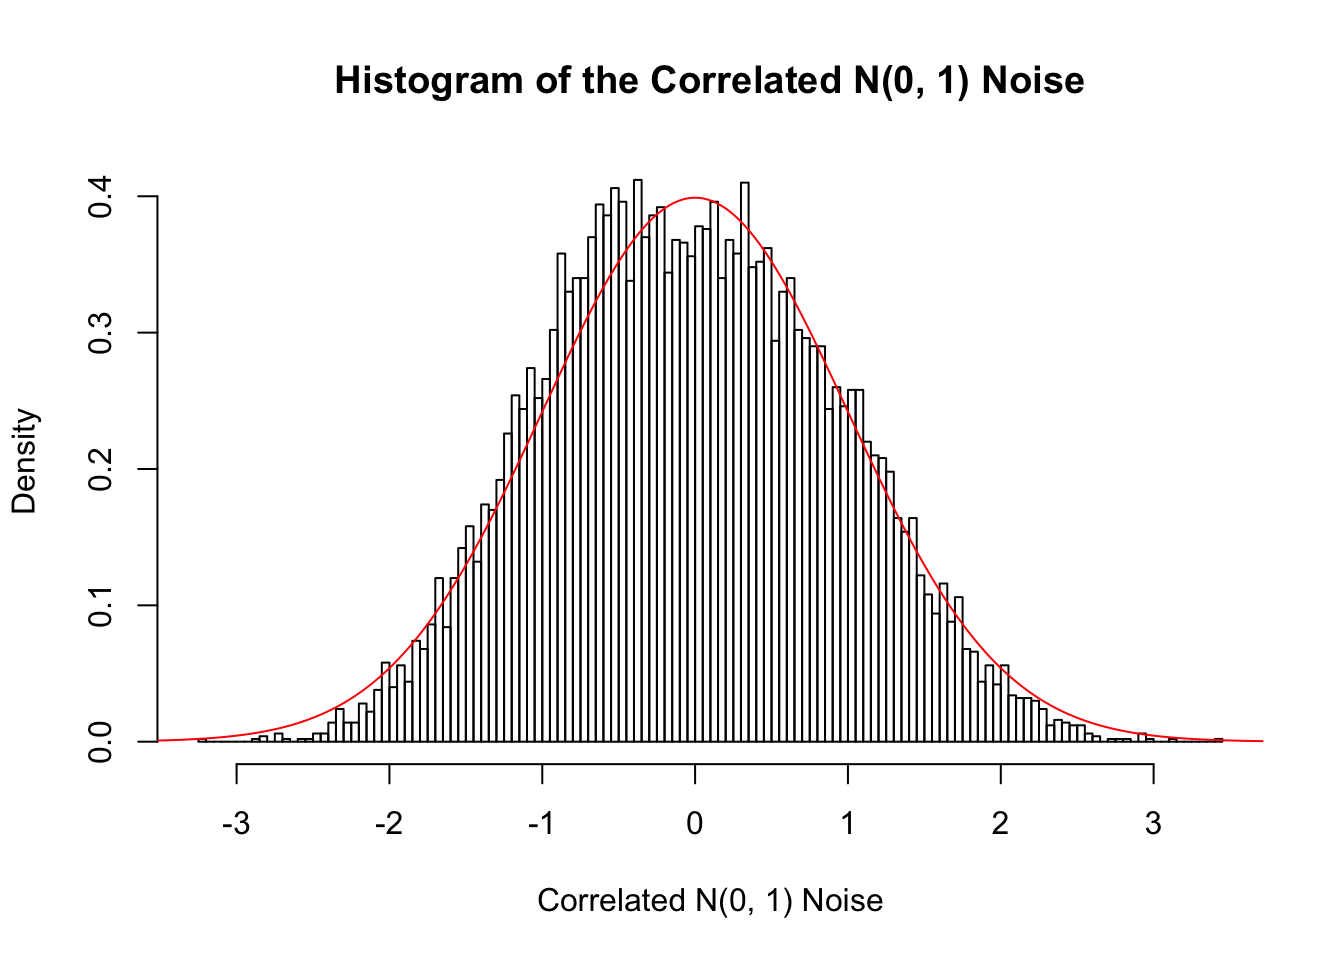 Histogram of the Correlated N(0, 1) Noise
Density
0.4
0.3
0.2
0.1
0.0
-3 -2 -1 0 1 2 3
Correlated N(0, 1) Noise